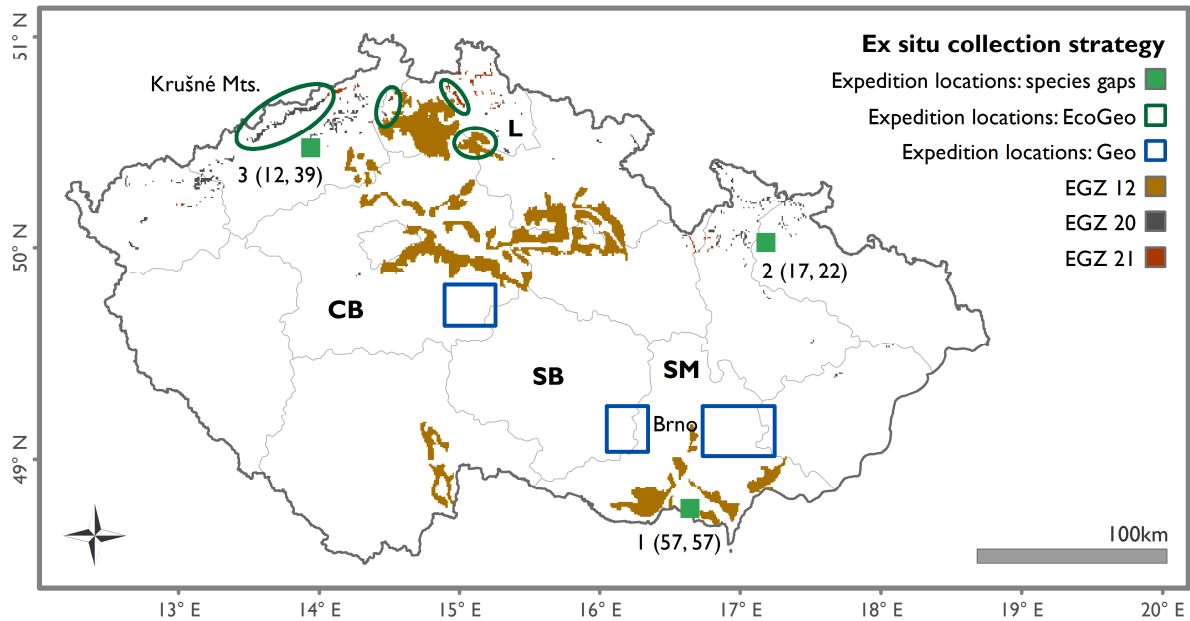 51° N
50° N
49° N
Ex situ collection strategy
Expedition locations: species gaps
Expedition locations: EcoGeo
Expedition locations: Geo
EGZ 12
EGZ 20
EGZ 21
Krušné Mts.
L
3 (12, 39)
2 (17, 22)
CB
SB
SM
Brno
1 (57, 57)
100km
13° E
14° E
15° E
16° E
17° E
18° E
19° E
20° E